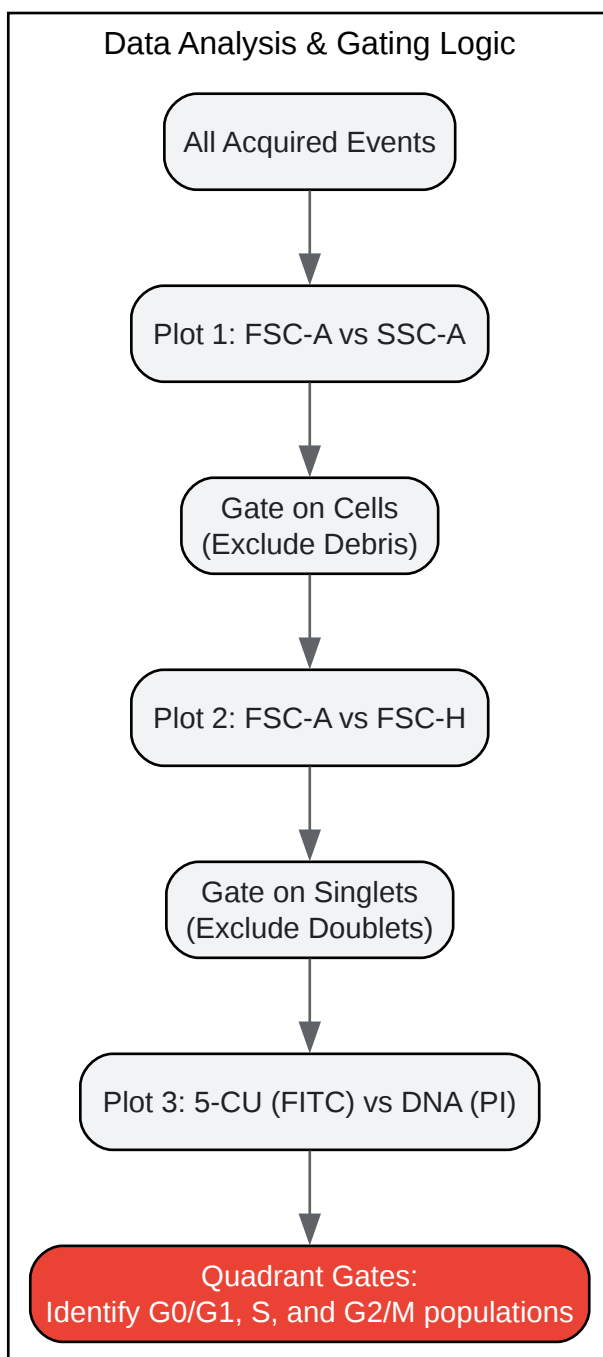 Data Analysis & Gating Logic
All Acquired Events
Plot 1: FSC-A vs SSC-A
Gate on Cells
(Exclude Debris)
Plot 2: FSC-A vs FSC-H
Gate on Singlets
(Exclude Doublets)
Plot 3: 5-CU (FITC) vs DNA (PI)
Quadrant Gates:
Identify G0/G1, S, and G2/M populations